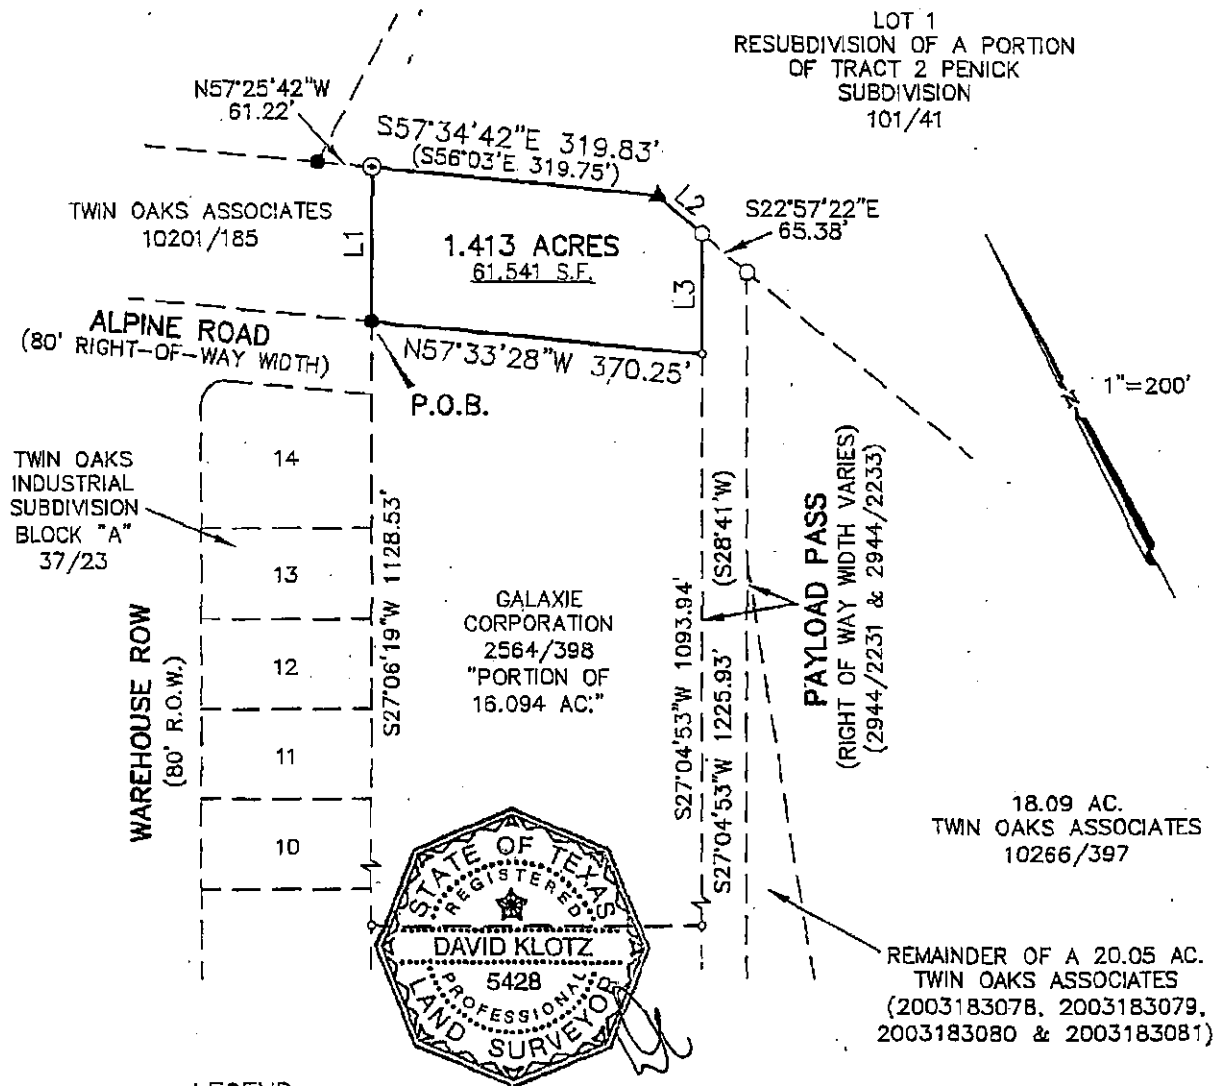 LOT 1
RESUBDIVISION OF A PORTION
OF TRACT 2 PENICK
SUBDIVISION
101/41
N57°25'42"W
61.22'
S57°34'42"E 319.83'
(S56°03'E 319.75')
L2
S22°57'22"E
65.38'
TWIN OAKS ASSOCIATES
10201/185
L1
1.413 ACRES
61,541 S.F.
L3
ALPINE ROAD
(80' RIGHT-OF-WAY WIDTH)
N57°33'28"W 370.25'
P.O.B.
N
1"=200'
TWIN OAKS
INDUSTRIAL
SUBDIVISION
BLOCK "A"
37/23
14
13
12
11
10
WAREHOUSE ROW
(80' R.O.W.)
S27°06'19"W 1128.53'
GALAXIE
CORPORATION
2564/398
"PORTION OF
16.094 AC."
S27°04'53"W 1093.94'
(S28°41'W)
S27°04'53"W 1225.93'
PAYLOAD PASS
(RIGHT OF WAY WIDTH VARIES)
(2944/2231 & 2944/2233)
18.09 AC.
TWIN OAKS ASSOCIATES
10266/397
STATE OF TEXAS
REGISTERED
DAVID KLOTZ
5428
PROFESSIONAL
LAND SURVEYOR
REMAINDER OF A 20.05 AC.
TWIN OAKS ASSOCIATES
(2003183078, 2003183079,
2003183080 & 2003183081)
LEGEND